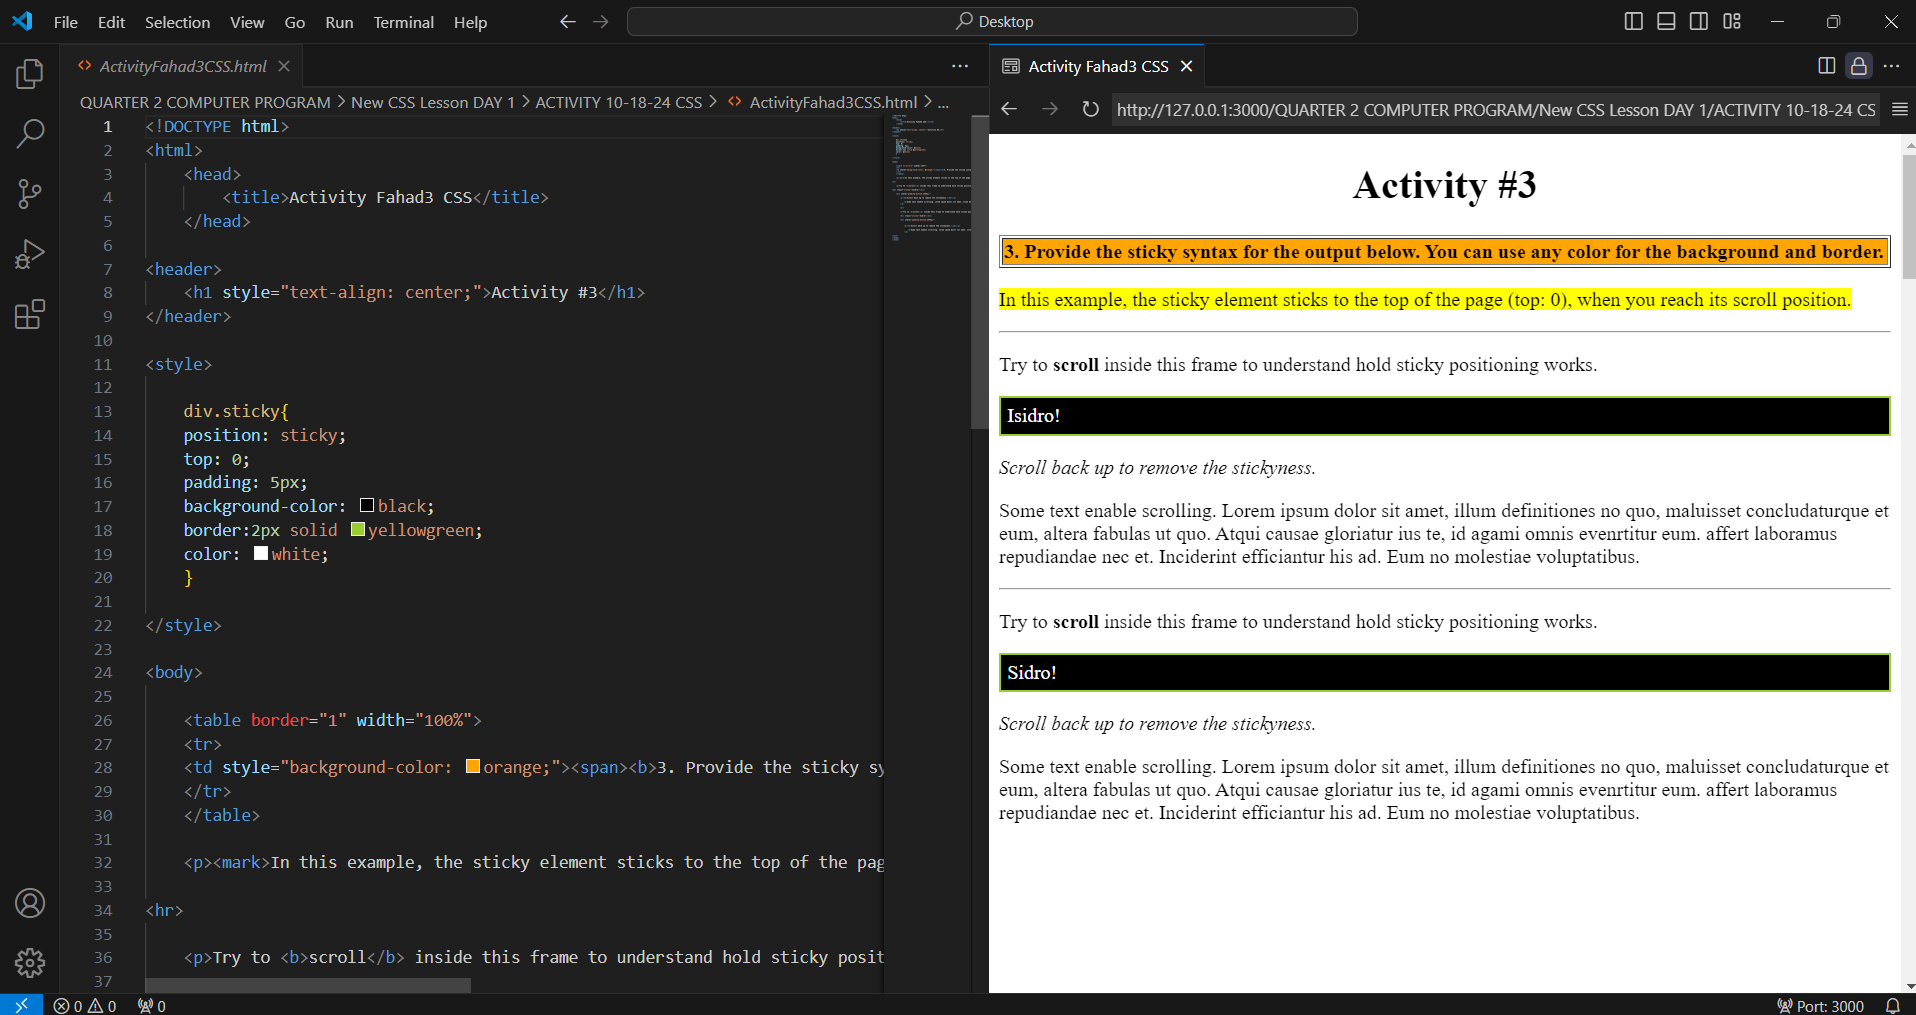 File Edit Selection View Go Run Terminal Help
Desktop
ActivityFahad3CSS.html
QUARTER 2 COMPUTER PROGRAM > New CSS Lesson DAY 1 > ACTIVITY 10-18-24 CSS > ActivityFahad3CSS.html > ...
1 <!DOCTYPE html>
2 <html>
3 <head>
4 <title>Activity Fahad3 CSS</title>
5 </head>
6
7 <header>
8 <h1 style="text-align: center;">Activity #3</h1>
9 </header>
10
11 <style>
12
13 div.sticky{
14 position: sticky;
15 top: 0;
16 padding: 5px;
17 background-color: black;
18 border:2px solid yellowgreen;
19 color: white;
20 }
21
22 </style>
23
24 <body>
25
26 <table border="1" width="100%">
27 <tr>
28 <td style="background-color: orange;"><span><b>3. Provide the sticky sy
29 </tr>
30 </table>
31
32 <p><mark>In this example, the sticky element sticks to the top of the pag
33
34 <hr>
35
36 <p>Try to <b>scroll</b> inside this frame to understand hold sticky posit
37
Activity Fahad3 CSS
http://127.0.0.1:3000/QUARTER 2 COMPUTER PROGRAM/New CSS Lesson DAY 1/ACTIVITY 10-18-24 CS
Activity #3
3. Provide the sticky syntax for the output below. You can use any color for the background and border.
In this example, the sticky element sticks to the top of the page (top: 0), when you reach its scroll position.
Try to scroll inside this frame to understand hold sticky positioning works.
Isidro!
Scroll back up to remove the stickyness.
Some text enable scrolling. Lorem ipsum dolor sit amet, illum definitiones no quo, maluisset concludaturque et
eum, altera fabulas ut quo. Atqui causae gloriatur ius te, id agami omnis evenrtitur eum. affert laboramus
repudiandae nec et. Inciderint efficiantur his ad. Eum no molestiae voluptatibus.
Try to scroll inside this frame to understand hold sticky positioning works.
Sidro!
Scroll back up to remove the stickyness.
Some text enable scrolling. Lorem ipsum dolor sit amet, illum definitiones no quo, maluisset concludaturque et
eum, altera fabulas ut quo. Atqui causae gloriatur ius te, id agami omnis evenrtitur eum. affert laboramus
repudiandae nec et. Inciderint efficiantur his ad. Eum no molestiae voluptatibus.
0 0 0
Port: 3000